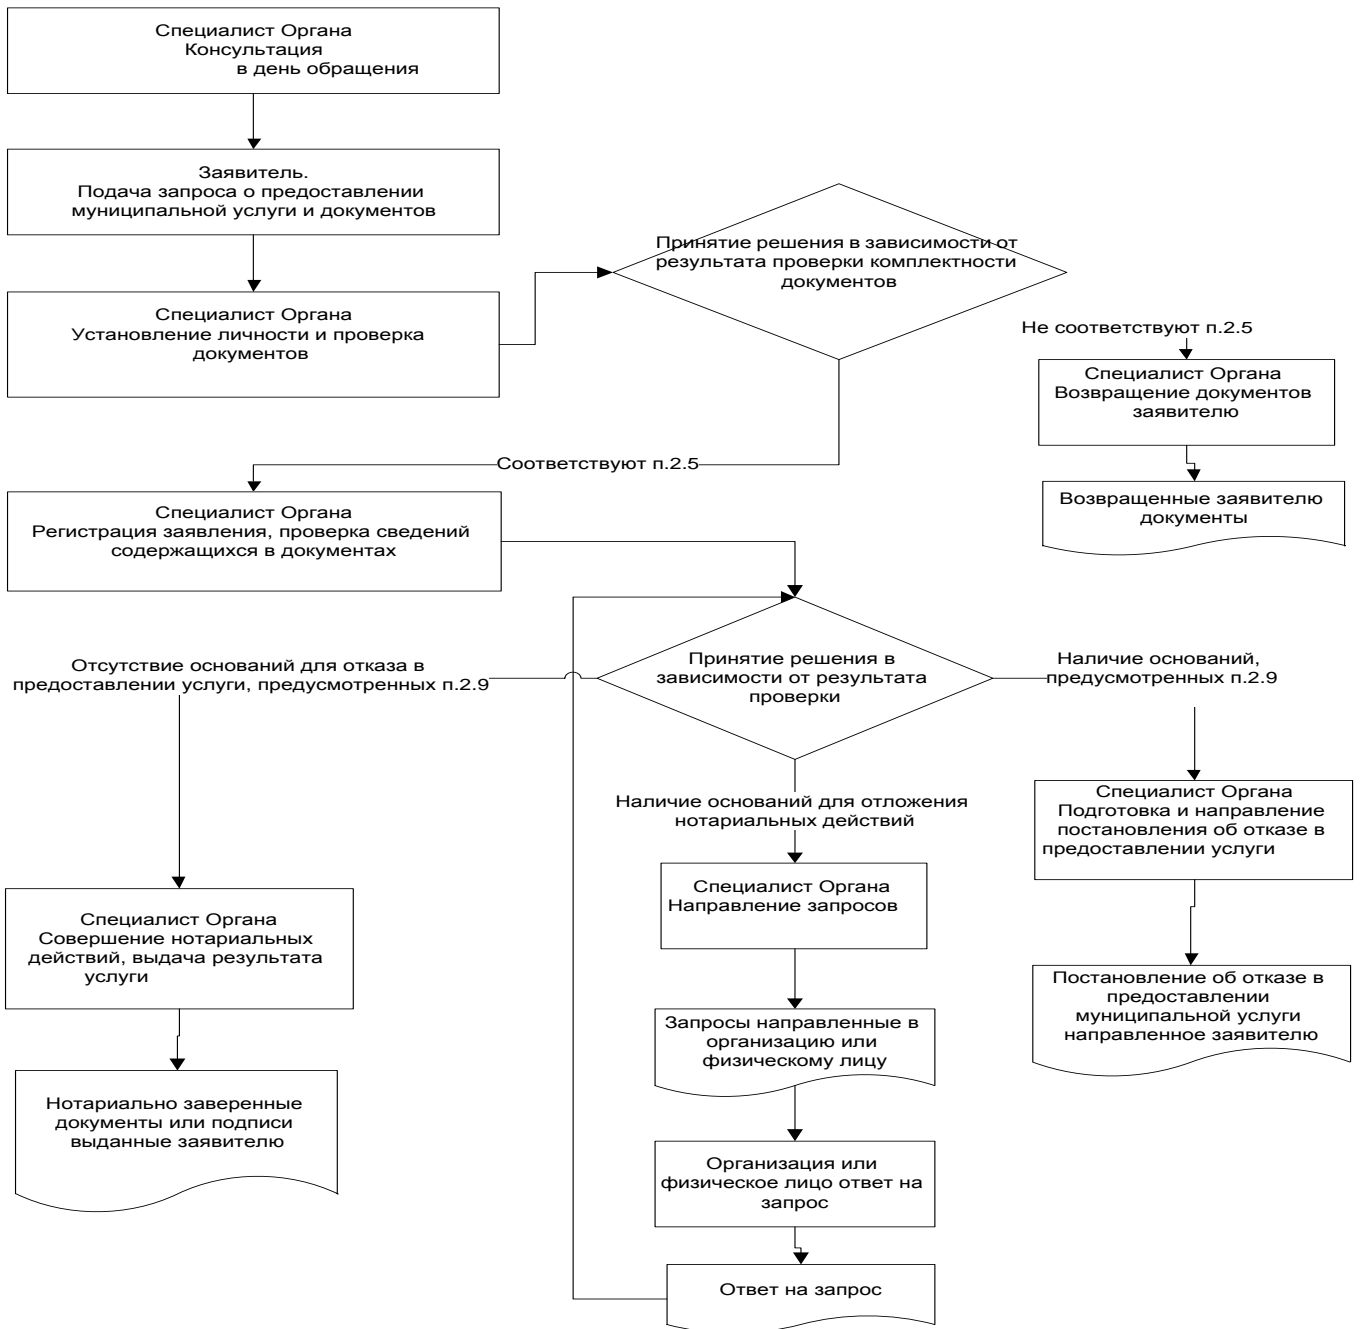 Специалист Органа
Консультация
в день обращения
Заявитель.
Подача запроса о предоставлении
муниципальной услуги и документов
Специалист Органа
Установление личности и проверка
документов
Принятие решения в зависимости от
результата проверки комплектности
документов
Не соответствуют п.2.5
Специалист Органа
Возвращение документов
заявителю
Возвращенные заявителю
документы
Соответствуют п.2.5
Специалист Органа
Регистрация заявления, проверка сведений
содержащихся в документах
Принятие решения в
зависимости от результата
проверки
Отсутствие оснований для отказа в
предоставлении услуги, предусмотренных п.2.9
Наличие оснований,
предусмотренных п.2.9
Наличие оснований для отложения
нотариальных действий
Специалист Органа
Подготовка и направление
постановления об отказе в
предоставлении услуги
Специалист Органа
Направление запросов
Специалист Органа
Совершение нотариальных
действий, выдача результата
услуги
Постановление об отказе в
предоставлении
муниципальной услуги
направленное заявителю
Запросы направленные в
организацию или
физическому лицу
Нотариально заверенные
документы или подписи
выданные заявителю
Организация или
физическое лицо ответ на
запрос
Ответ на запрос